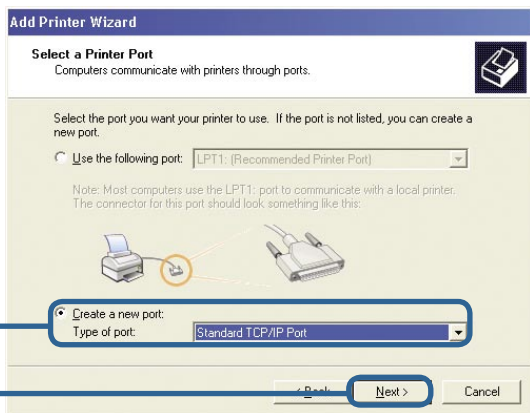 Add Printer Wizard
Select a Printer Port
Computers communicate with printers through ports.
Select the port you want your printer to use. If the port is not listed, you can create a
new port.
Use the following port: LPT1: (Recommended Printer Port)
Note: Most computers use the LPT1: port to communicate with a local printer.
The connector for this port should look something like this:
Create a new port:
Type of port: Standard TCP/IP Port
< Back Next > Cancel